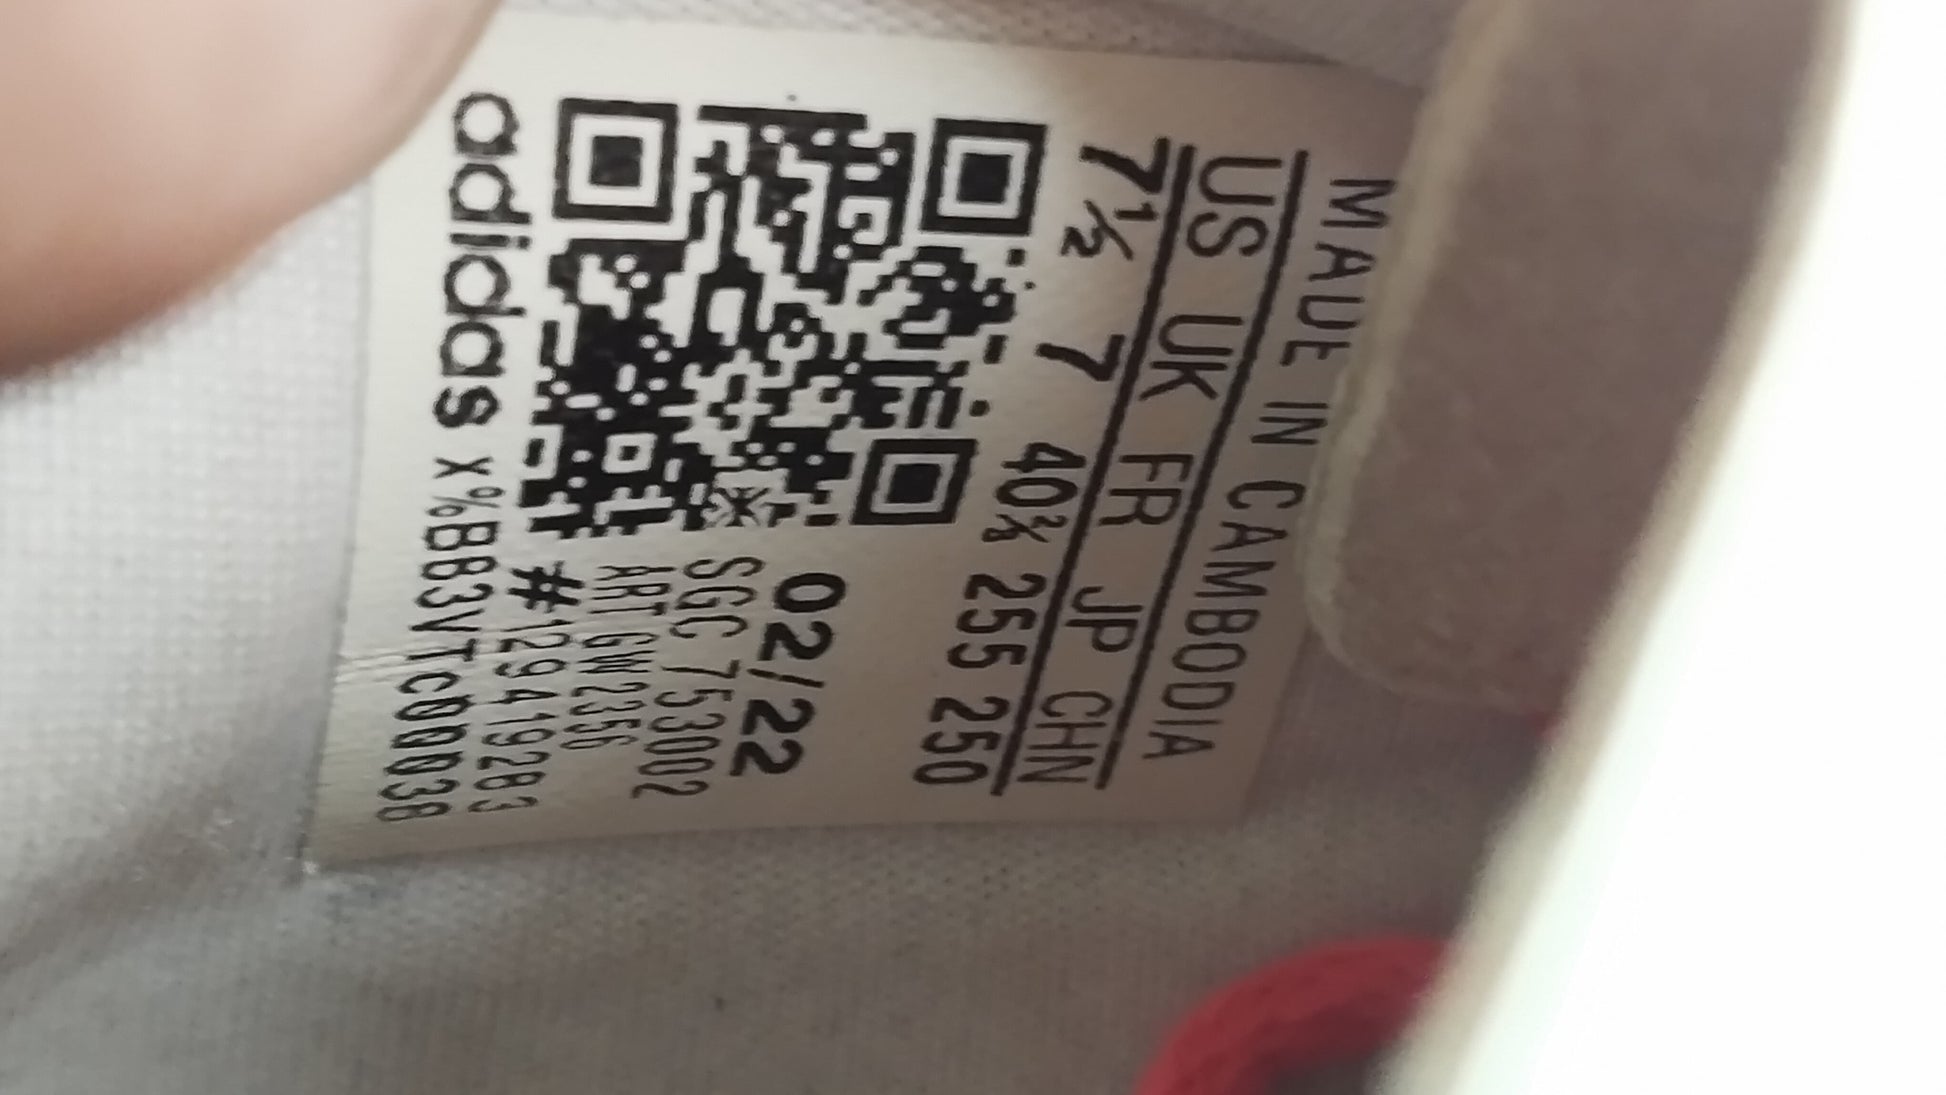 MADE IN CAMBODIA
US UK FR JP CHN
7½ 7 40⅔ 255 250
02/22
SGC 753002
ART GW2356
#129419283
adidas x%BB3VTC000038